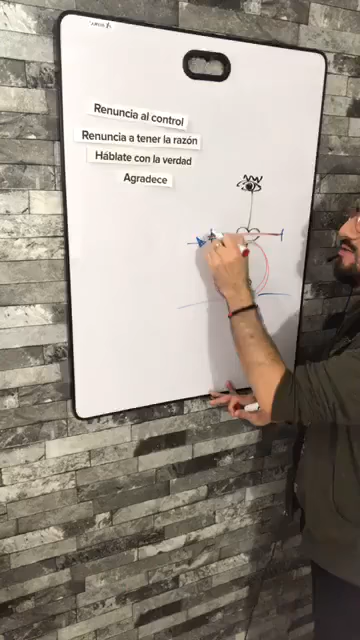 Renuncia al control
Renuncia a tener la razón
Háblate con la verdad
Agradece